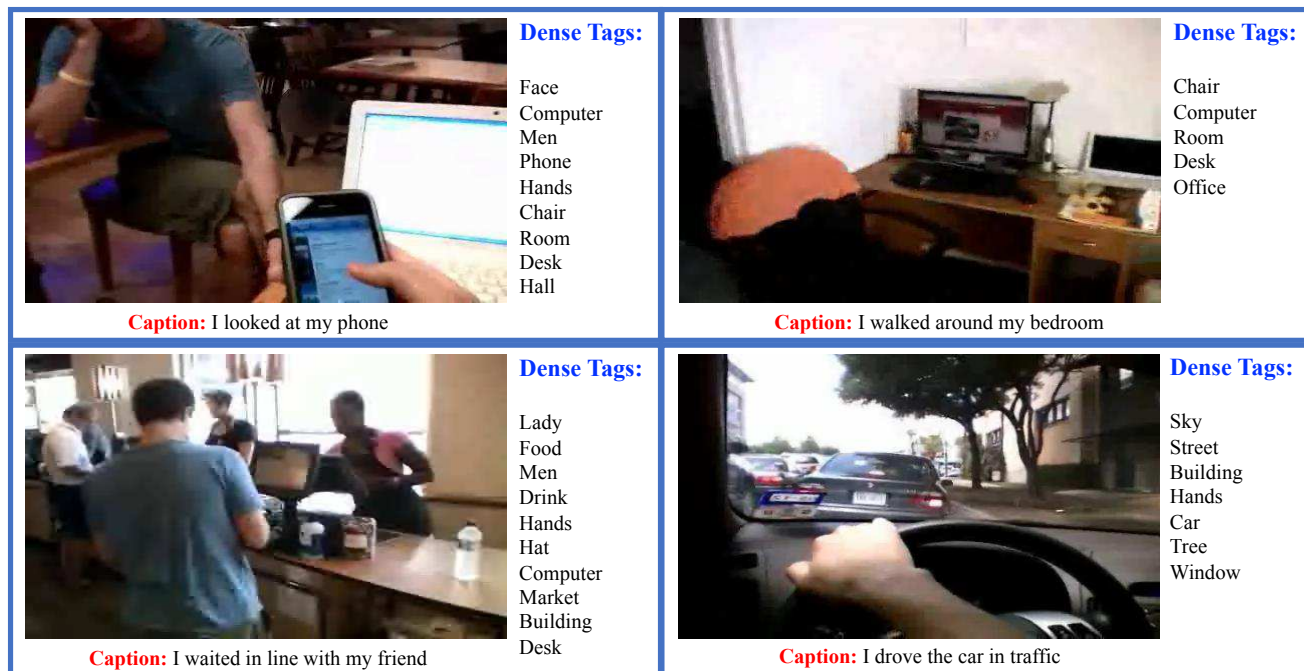 Dense Tags:
Face
Computer
Men
Phone
Hands
Chair
Room
Desk
Hall
Caption: I looked at my phone
Dense Tags:
Chair
Computer
Room
Desk
Office
Caption: I walked around my bedroom
Dense Tags:
Lady
Food
Men
Drink
Hands
Hat
Computer
Market
Building
Desk
Caption: I waited in line with my friend
Dense Tags:
Sky
Street
Building
Hands
Car
Tree
Window
Caption: I drove the car in traffic